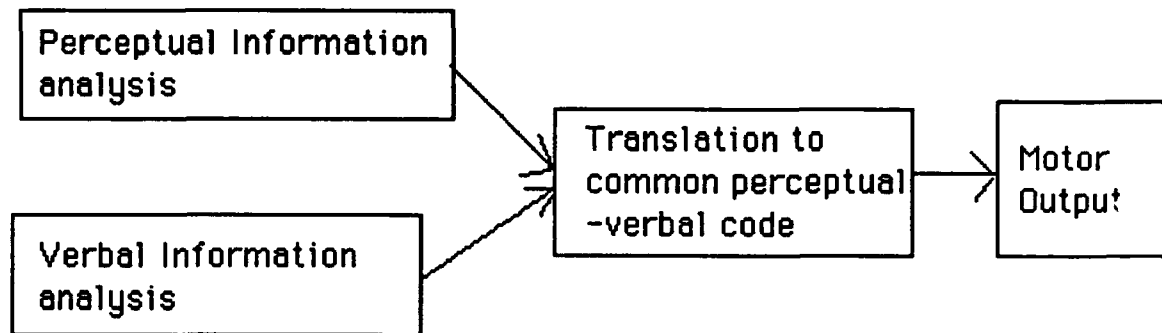 Perceptual Information
analysis
Verbal Information
analysis
Translation to
common perceptual
-verbal code
Motor
Output